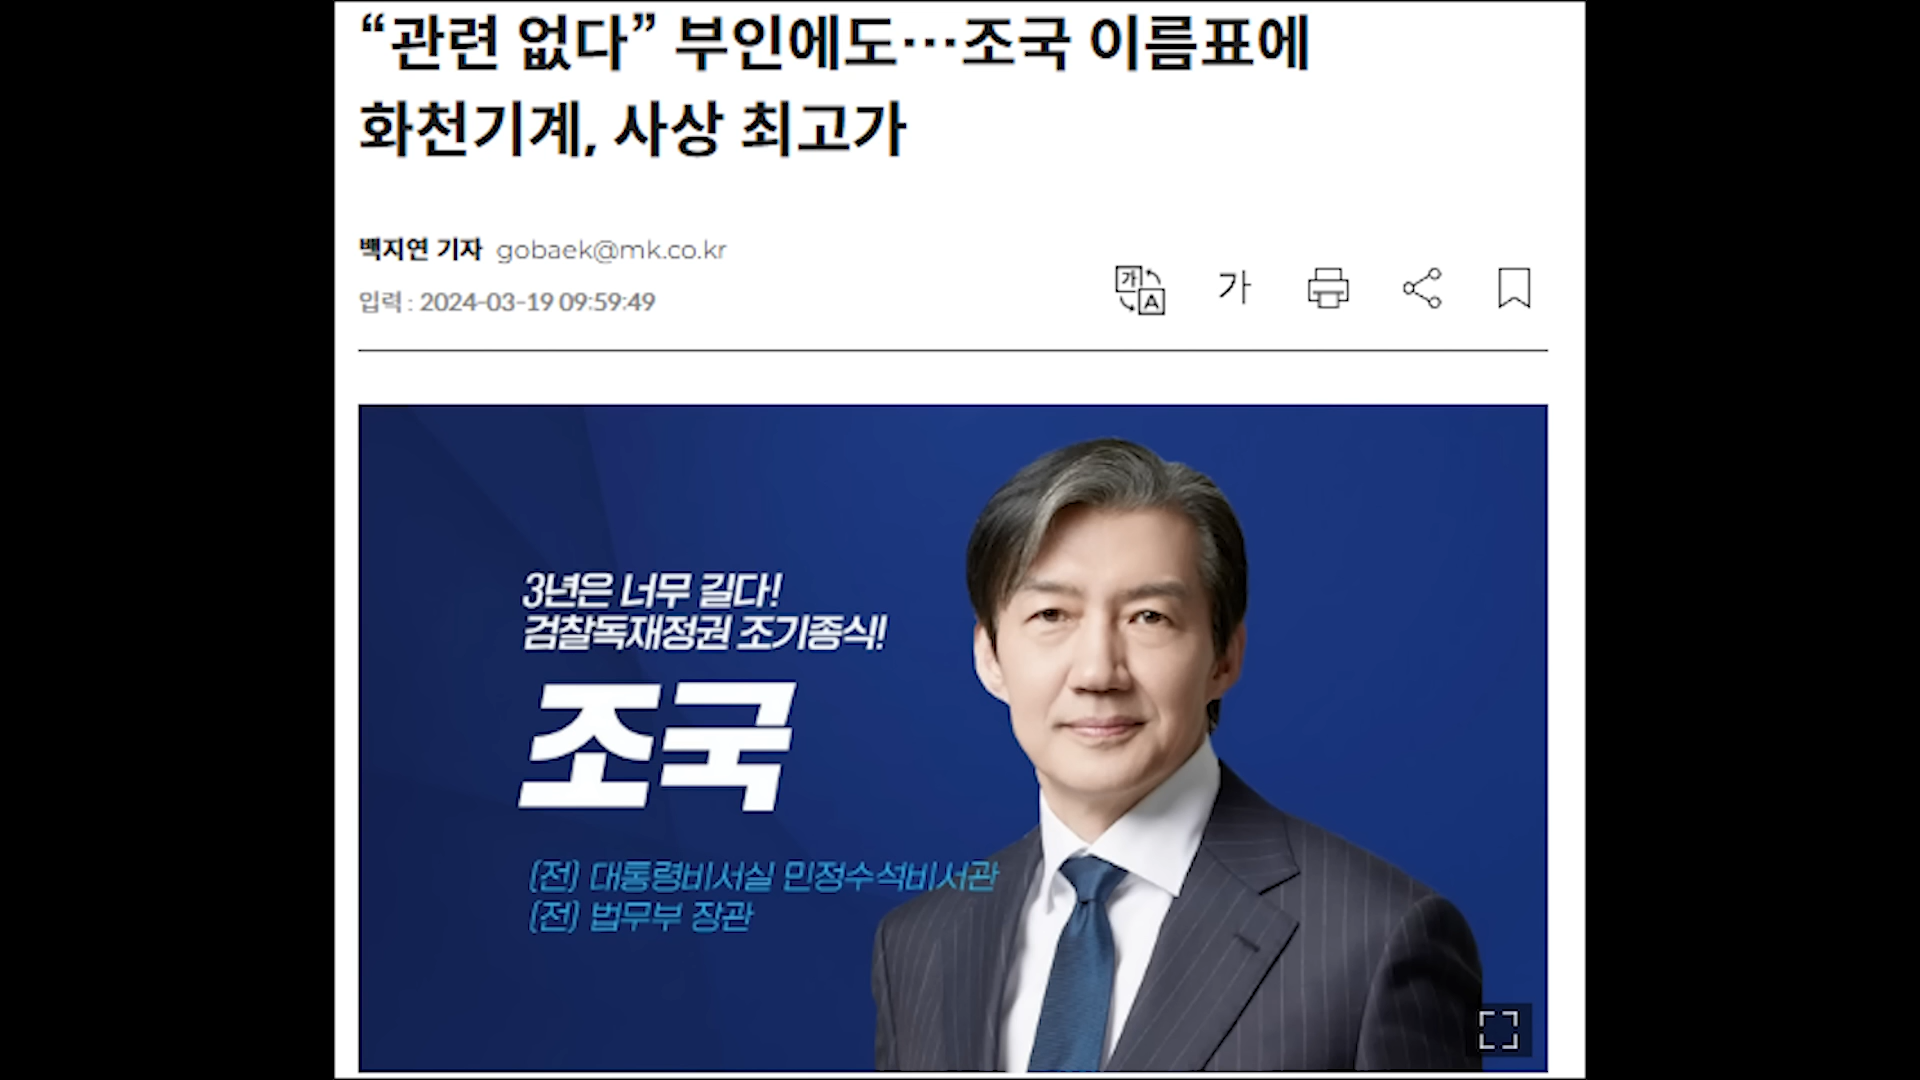 “관련 없다” 부인에도…조국 이름표에
화천기계, 사상 최고가
백지연 기자 gobaek@mk.co.kr
입력 : 2024-03-19 09:59:49
가 A
가
3년은 너무 길다!
검찰독재정권 조기종식!
조국
(전) 대통령비서실 민정수석비서관
(전) 법무부 장관